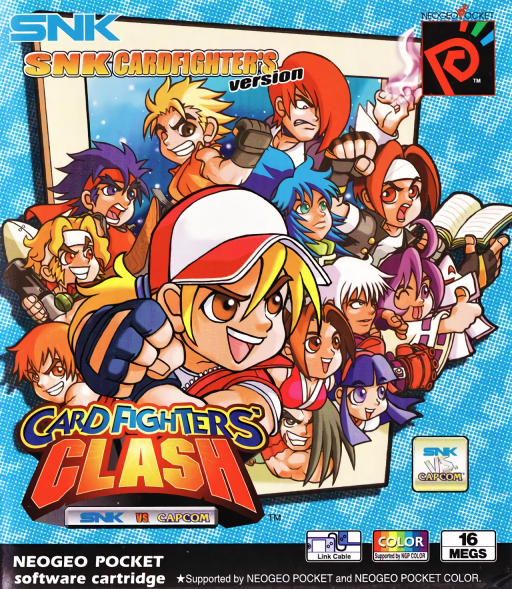 SNK
NEOGEO POCKET
TM
SNK CARDFIGHTER'S
version
CARD FIGHTERS'
CLASH
SNK VS. CAPCOM
TM
SNK
VS.
CAPCOM
Link Cable
COLOR
Supported by NGP COLOR
16
MEGS
NEOGEO POCKET
software cartridge ★Supported by NEOGEO POCKET and NEOGEO POCKET COLOR.